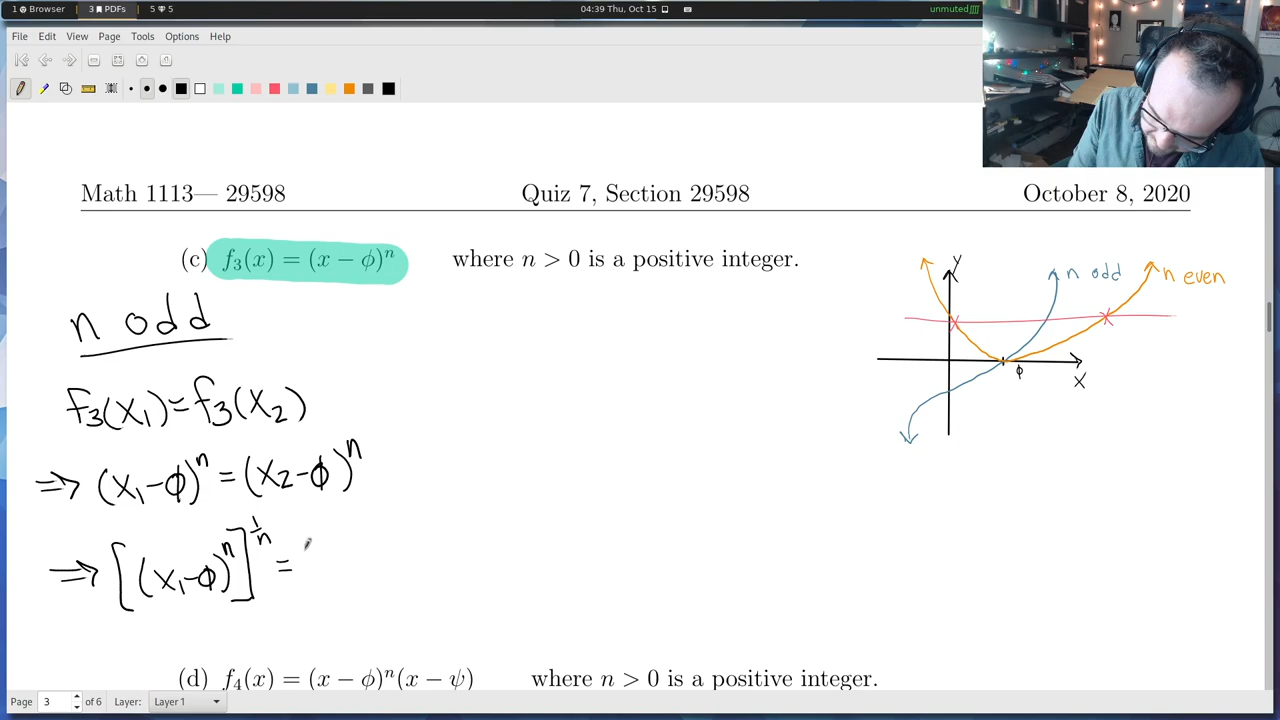 1 Browser 3 PDFs 5 5 04:39 Thu, Oct 15 unmuted
File Edit View Page Tools Options Help
Math 1113— 29598 Quiz 7, Section 29598 October 8, 2020
(c) f₃(x) = (x − ϕ)ⁿ where n > 0 is a positive integer.
n odd
f₃(x₁) = f₃(x₂)
⇒ (x₁−ϕ)ⁿ = (x₂−ϕ)ⁿ
⇒ [(x₁−ϕ)ⁿ]^(1/n) =
y
n odd
n even
ϕ
x
(d) f₄(x) = (x − ϕ)ⁿ(x − ψ) where n > 0 is a positive integer.
Page 3 of 6 Layer: Layer 1